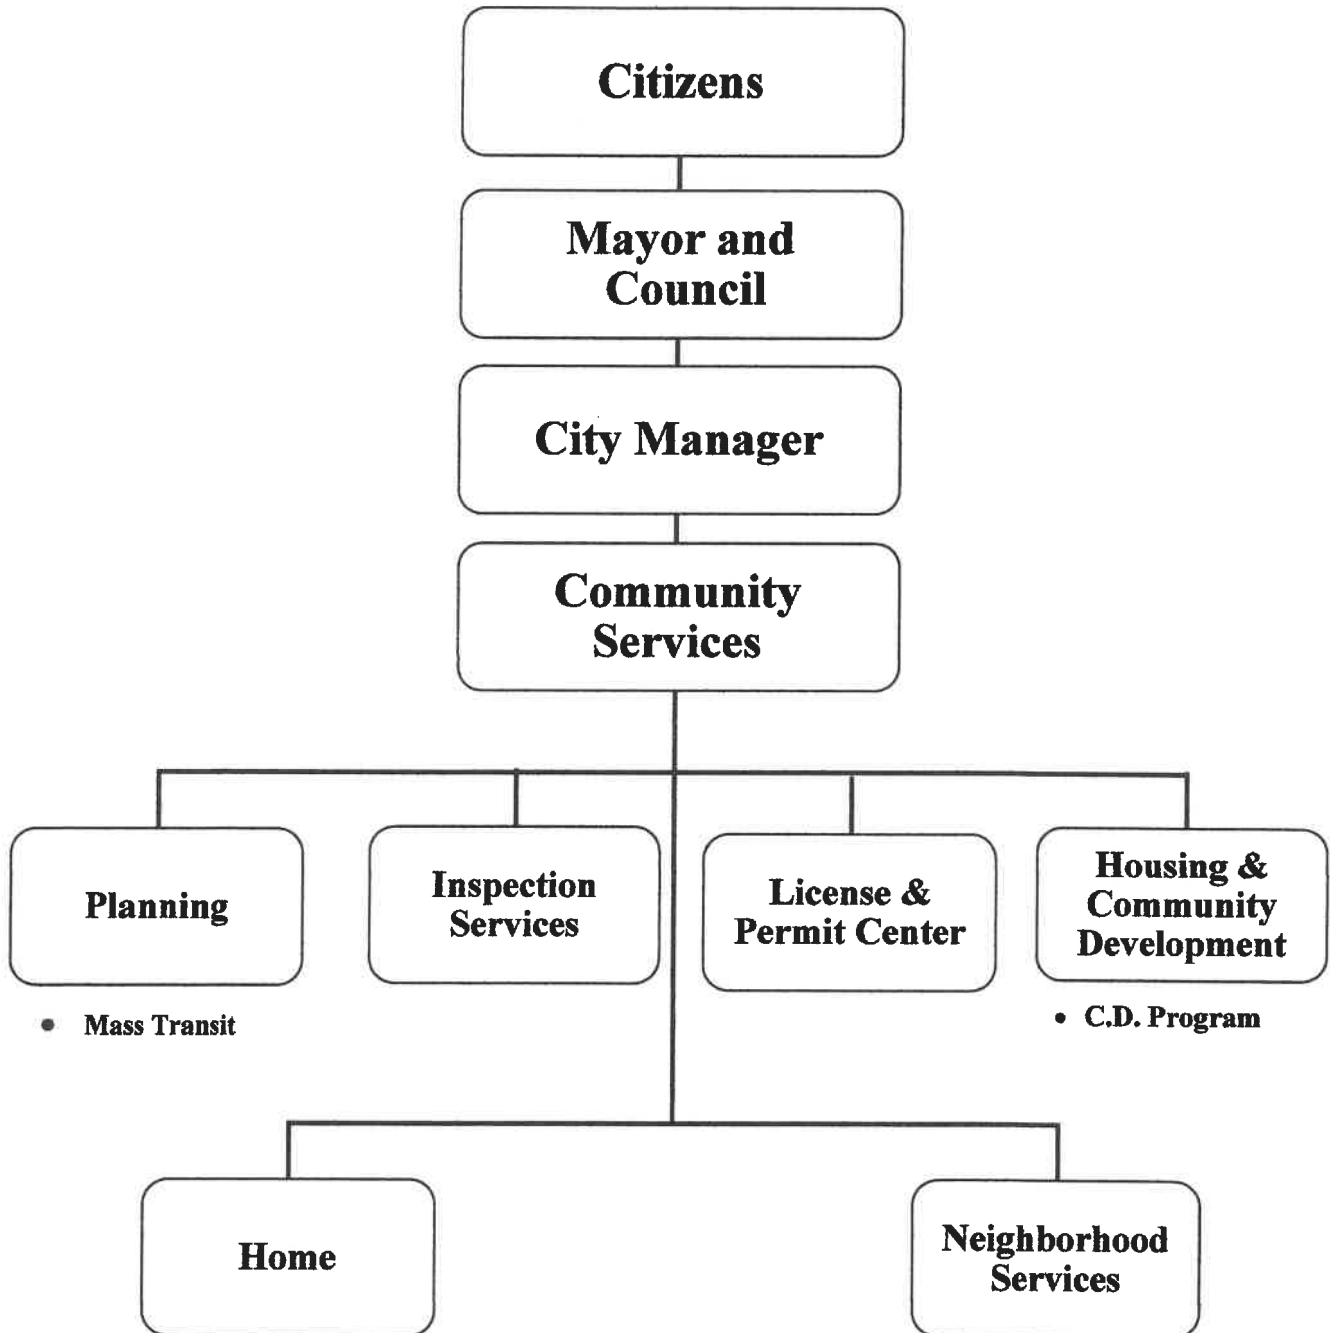 Citizens
Mayor and
Council
City Manager
Community
Services
Planning
Inspection
Services
License &
Permit Center
Housing &
Community
Development
• Mass Transit
• C.D. Program
Home
Neighborhood
Services